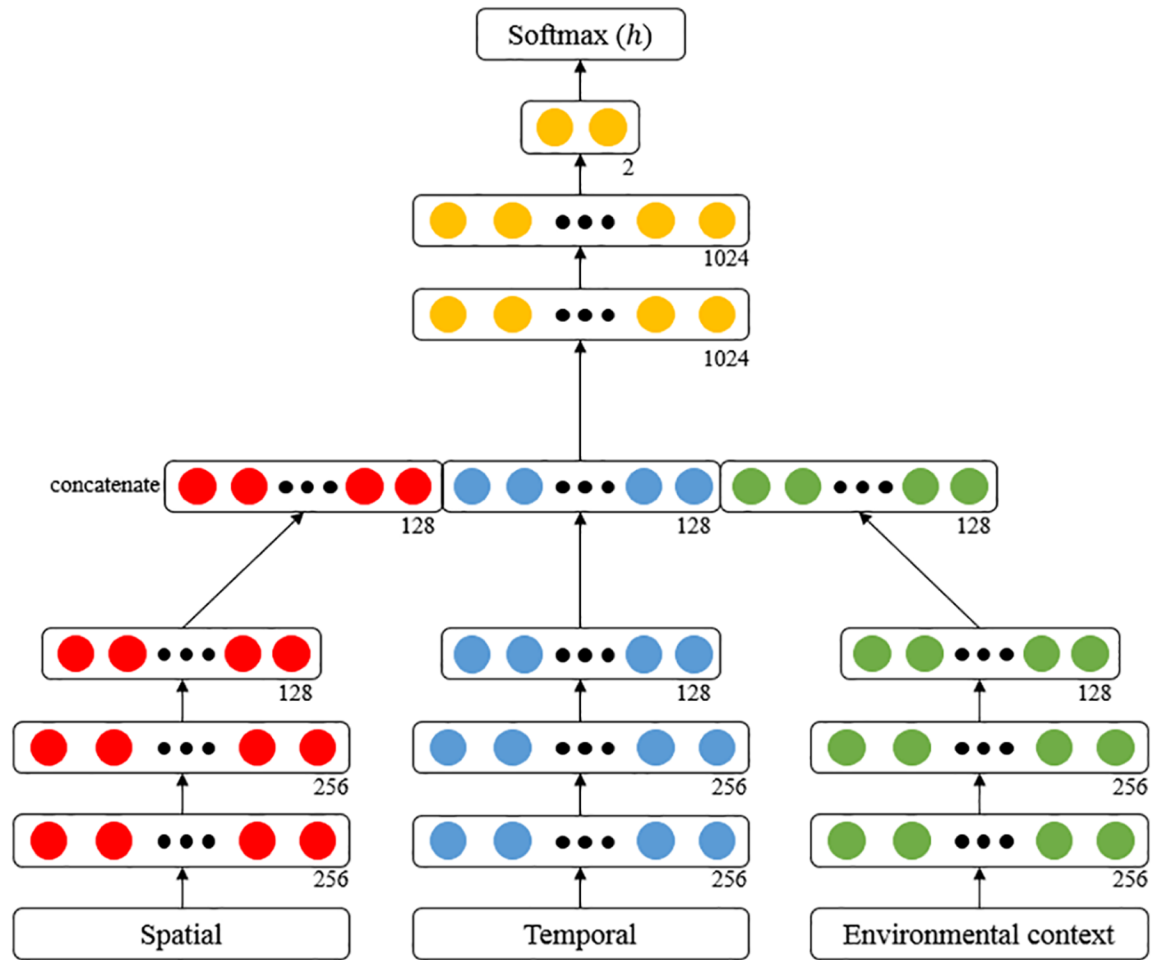 Softmax (h)
2
1024
1024
concatenate
128 128 128
128 128 128
256 256 256
256 256 256
Spatial Temporal Environmental context